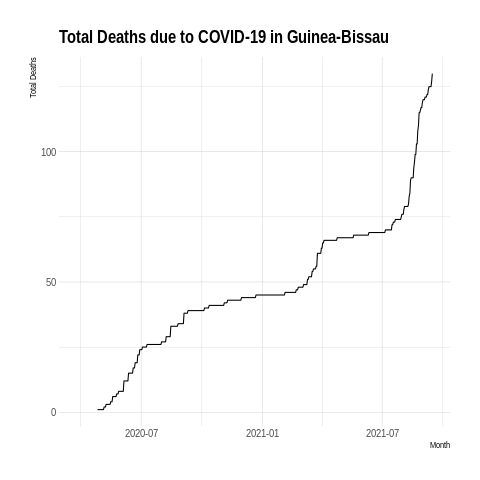 Total Deaths due to COVID-19 in Guinea-Bissau
Total Deaths
100
50
0
2020-07
2021-01
2021-07
Month